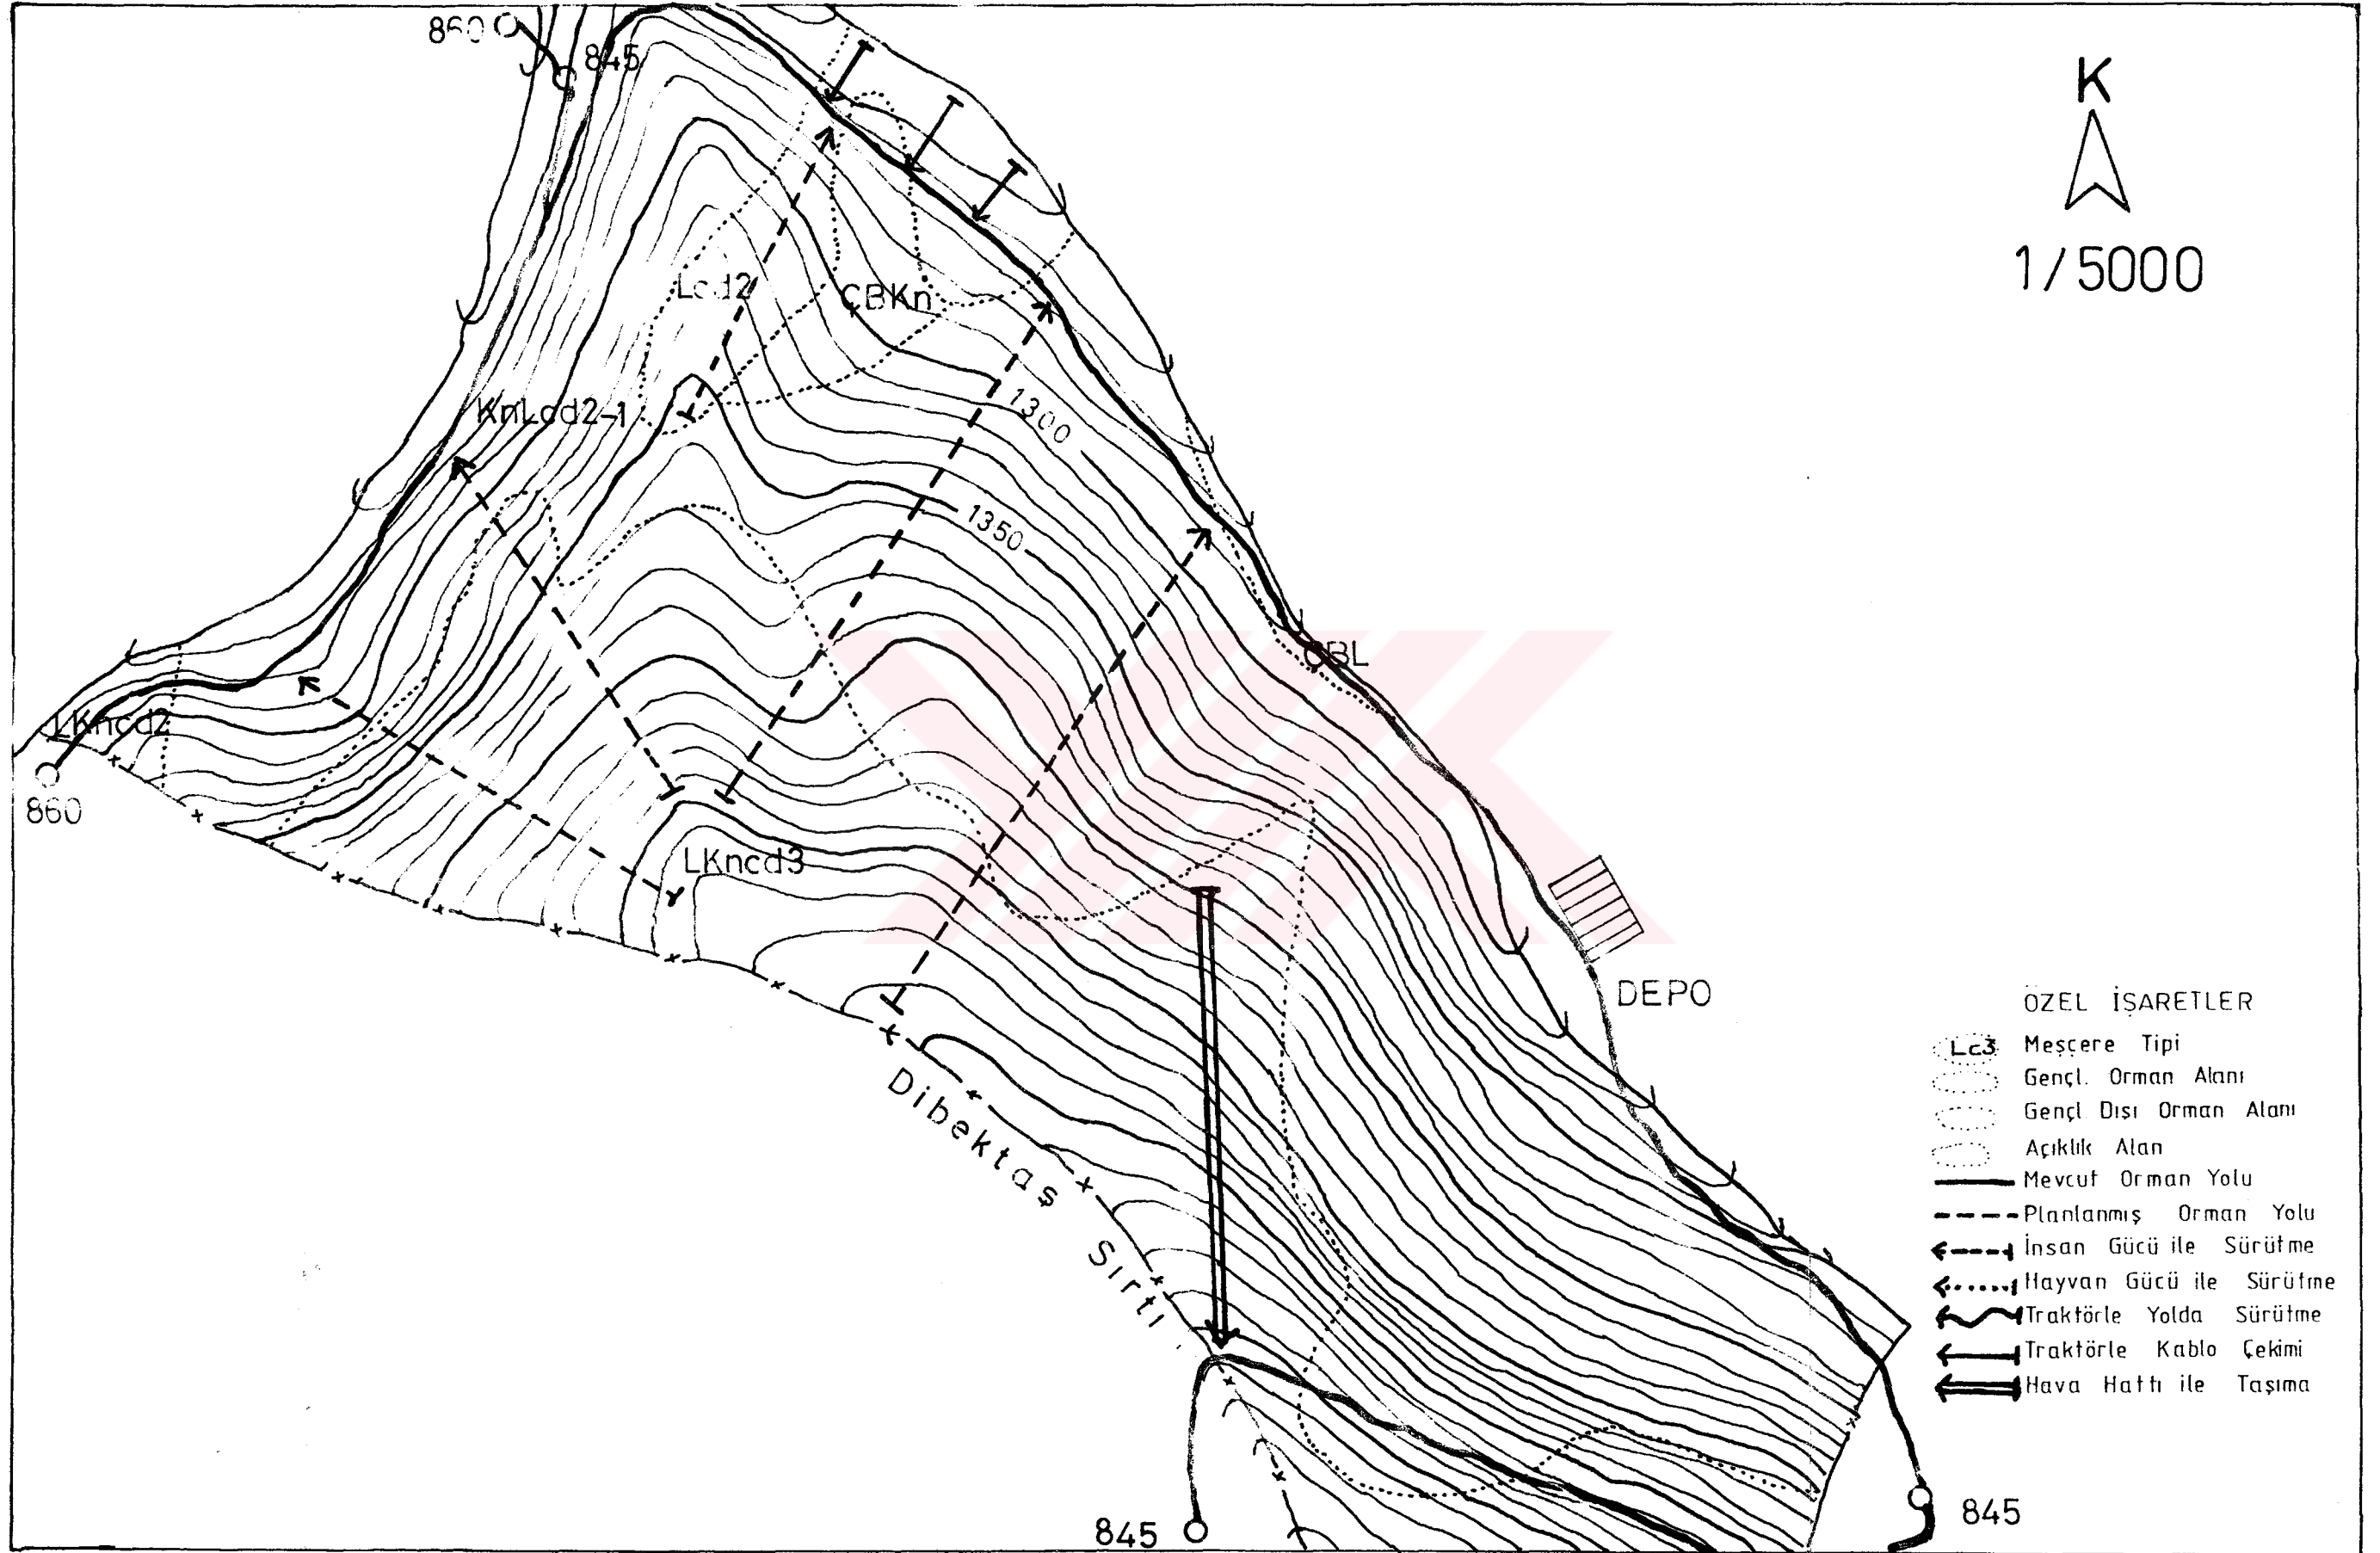 860
845
K
1/5000
Lcd2
ÇBKn
KnLcd2-1
1300
1350
ÇBL
LKncd2
860
LKncd3
DEPO
Dibektaş Sırtı
ÖZEL İŞARETLER
Lc3 Meşcere Tipi
Gençl. Orman Alanı
Gençl Dışı Orman Alanı
Açıklık Alan
Mevcut Orman Yolu
Planlanmış Orman Yolu
İnsan Gücü ile Sürütme
Hayvan Gücü ile Sürütme
Traktörle Yolda Sürütme
Traktörle Kablo Çekimi
Hava Hattı ile Taşıma
845
845